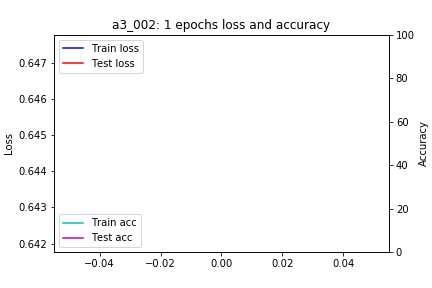 a3_002: 1 epochs loss and accuracy
Train loss
Test loss
Train acc
Test acc
Loss
0.647
0.646
0.645
0.644
0.643
0.642
Accuracy
100
80
60
40
20
0
−0.04 −0.02 0.00 0.02 0.04